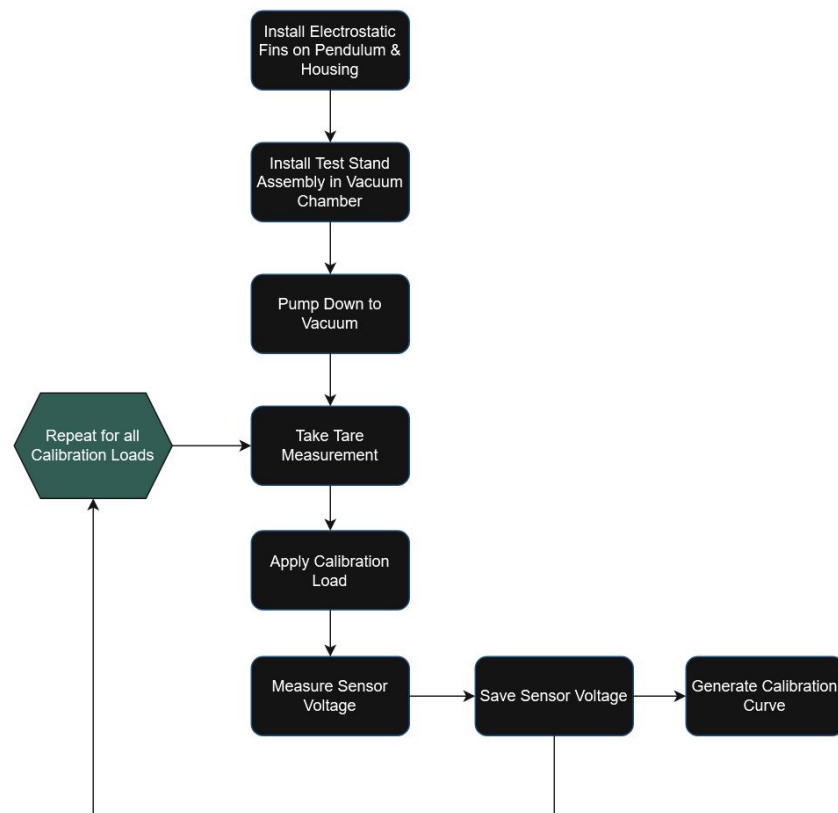 Install Electrostatic
Fins on Pendulum &
Housing
Install Test Stand
Assembly in Vacuum
Chamber
Pump Down to
Vacuum
Repeat for all
Calibration Loads
Take Tare
Measurement
Apply Calibration
Load
Measure Sensor
Voltage
Save Sensor Voltage
Generate Calibration
Curve